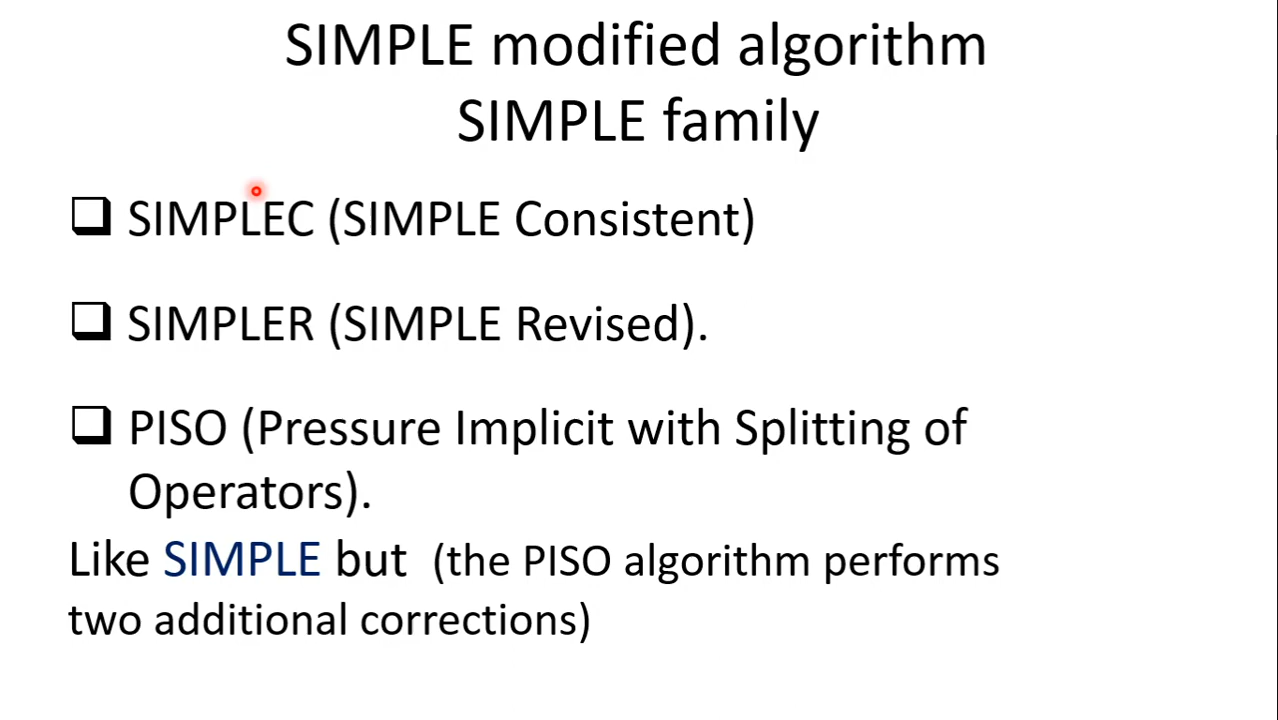 SIMPLE modified algorithm
SIMPLE family
SIMPLEC (SIMPLE Consistent)
SIMPLER (SIMPLE Revised).
PISO (Pressure Implicit with Splitting of
Operators).
Like SIMPLE but (the PISO algorithm performs
two additional corrections)